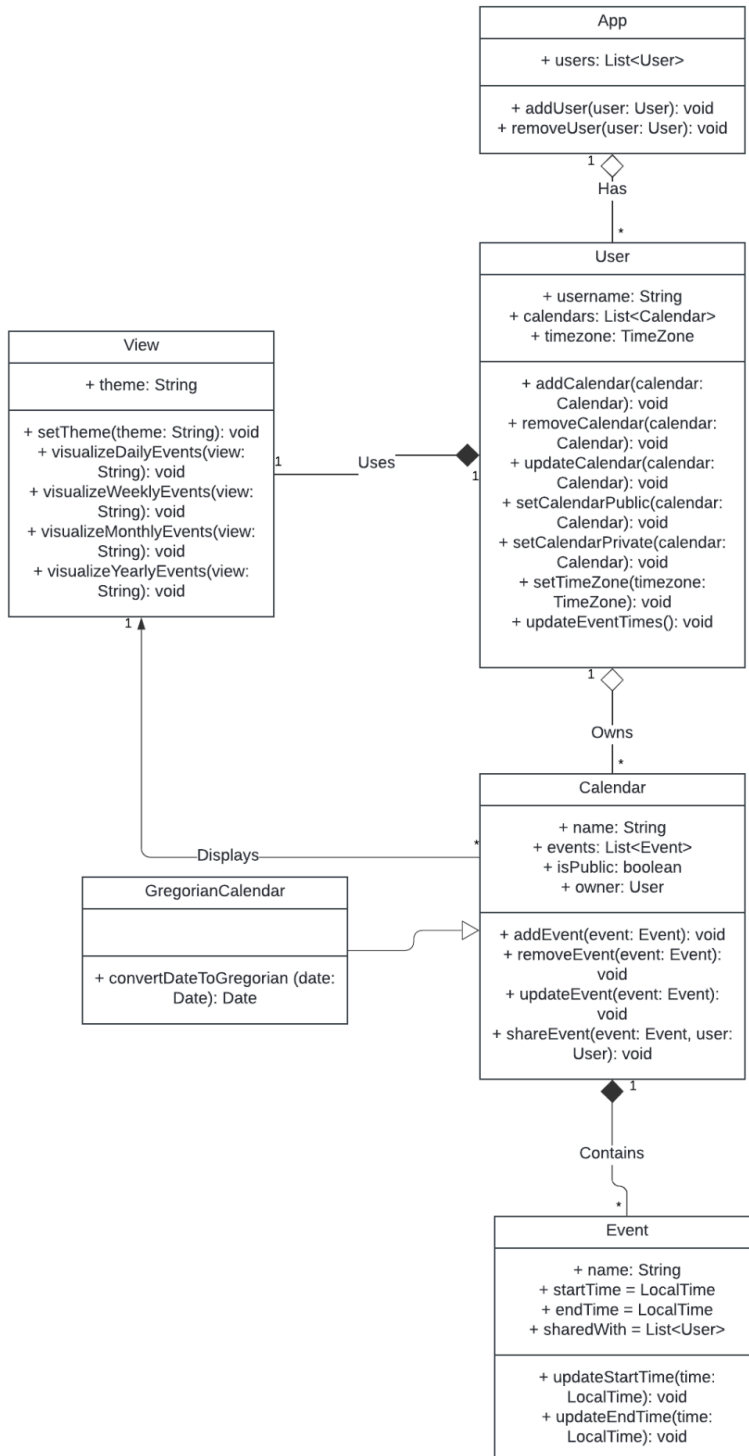 App
+ users: List<User>
+ addUser(user: User): void
+ removeUser(user: User): void
1
Has
*
User
+ username: String
+ calendars: List<Calendar>
+ timezone: TimeZone
+ addCalendar(calendar:
Calendar): void
+ removeCalendar(calendar:
Calendar): void
+ updateCalendar(calendar:
Calendar): void
+ setCalendarPublic(calendar:
Calendar): void
+ setCalendarPrivate(calendar:
Calendar): void
+ setTimeZone(timezone:
TimeZone): void
+ updateEventTimes(): void
View
+ theme: String
+ setTheme(theme: String): void
+ visualizeDailyEvents(view:
String): void
+ visualizeWeeklyEvents(view:
String): void
+ visualizeMonthlyEvents(view:
String): void
+ visualizeYearlyEvents(view:
String): void
1
Uses
1
1
1
Owns
*
Calendar
+ name: String
+ events: List<Event>
+ isPublic: boolean
+ owner: User
+ addEvent(event: Event): void
+ removeEvent(event: Event):
void
+ updateEvent(event: Event):
void
+ shareEvent(event: Event, user:
User): void
*
Displays
GregorianCalendar
+ convertDateToGregorian (date:
Date): Date
1
Contains
*
Event
+ name: String
+ startTime = LocalTime
+ endTime = LocalTime
+ sharedWith = List<User>
+ updateStartTime(time:
LocalTime): void
+ updateEndTime(time:
LocalTime): void